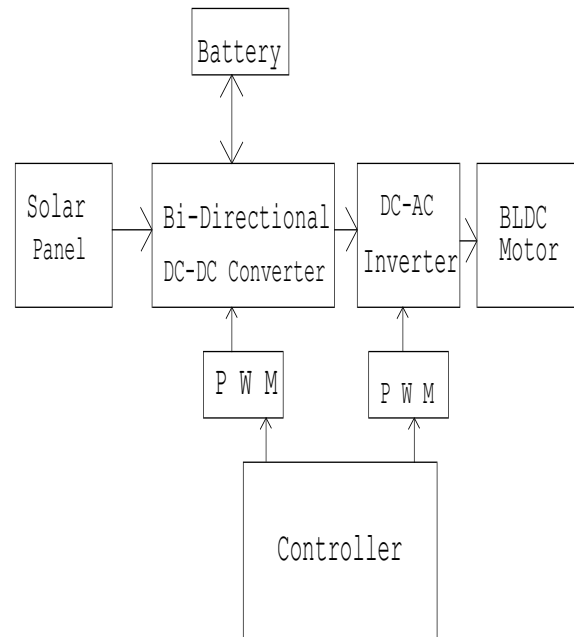 Battery
Solar
Panel
Bi-Directional
DC-DC Converter
DC-AC
Inverter
BLDC
Motor
P W M
P W M
Controller